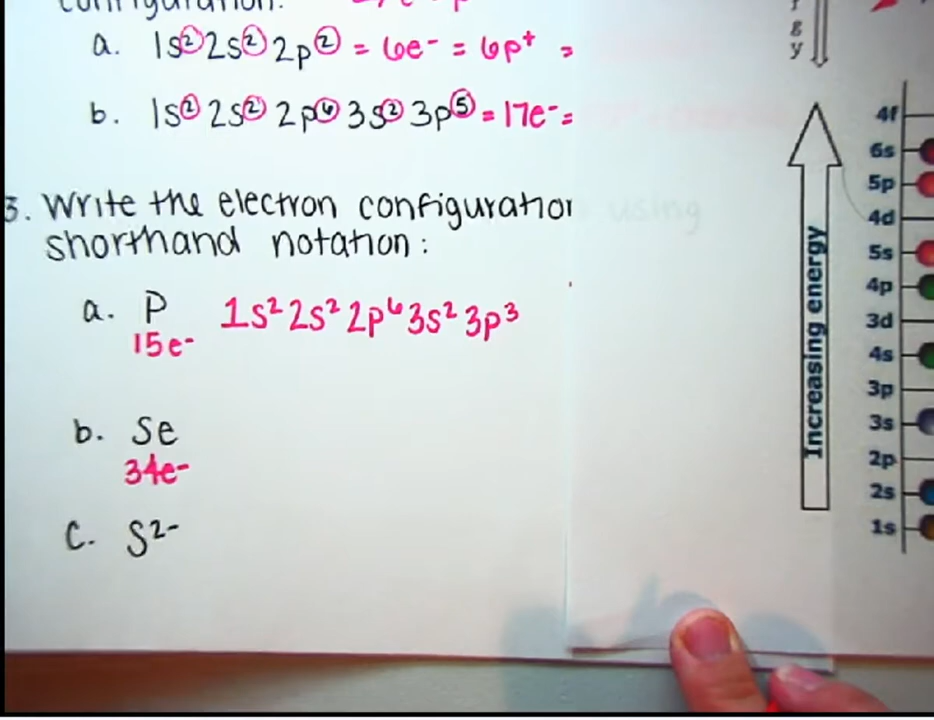 configuration:
a. 1s² 2s² 2p² = 6e⁻ = 6p⁺ =
b. 1s² 2s² 2p⁶ 3s² 3p⁵ = 17e⁻ =
3. Write the electron configuration using
shorthand notation:
a. P 1s² 2s² 2p⁶ 3s² 3p³
15e⁻
b. Se
34e⁻
c. S²⁻
g
y
Increasing energy
4f
6s
5p
4d
5s
4p
3d
4s
3p
3s
2p
2s
1s